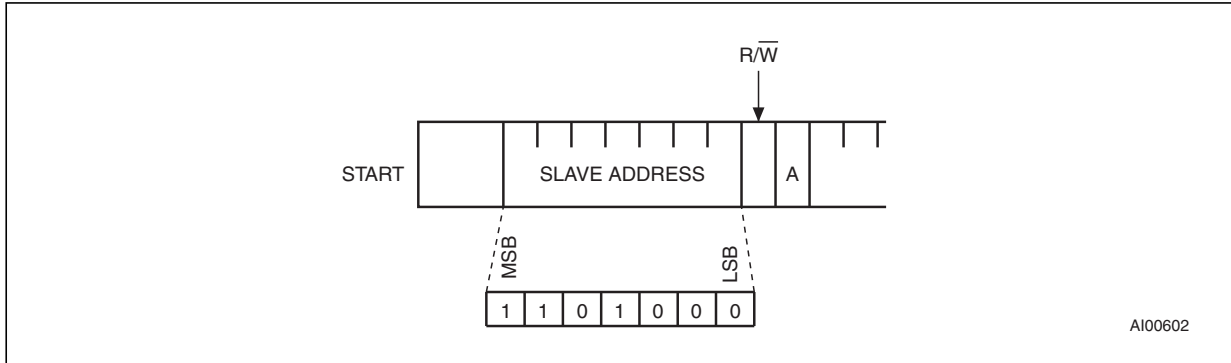 R/W̅
START
SLAVE ADDRESS
A
MSB
LSB
1 1 0 1 0 0 0
AI00602